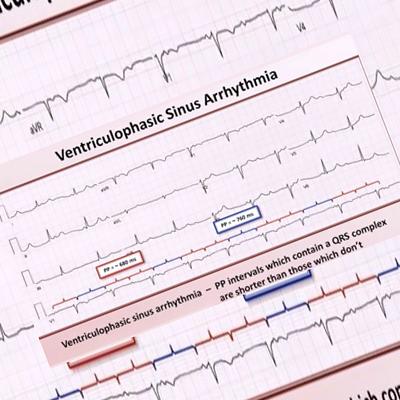 V4
V1
aVR
Ventriculophasic Sinus Arrhythmia
PP = ~ 760 ms
PP = ~ 680 ms
Ventriculophasic sinus arrhythmia – PP intervals which contain a QRS complex
are shorter than those which don't